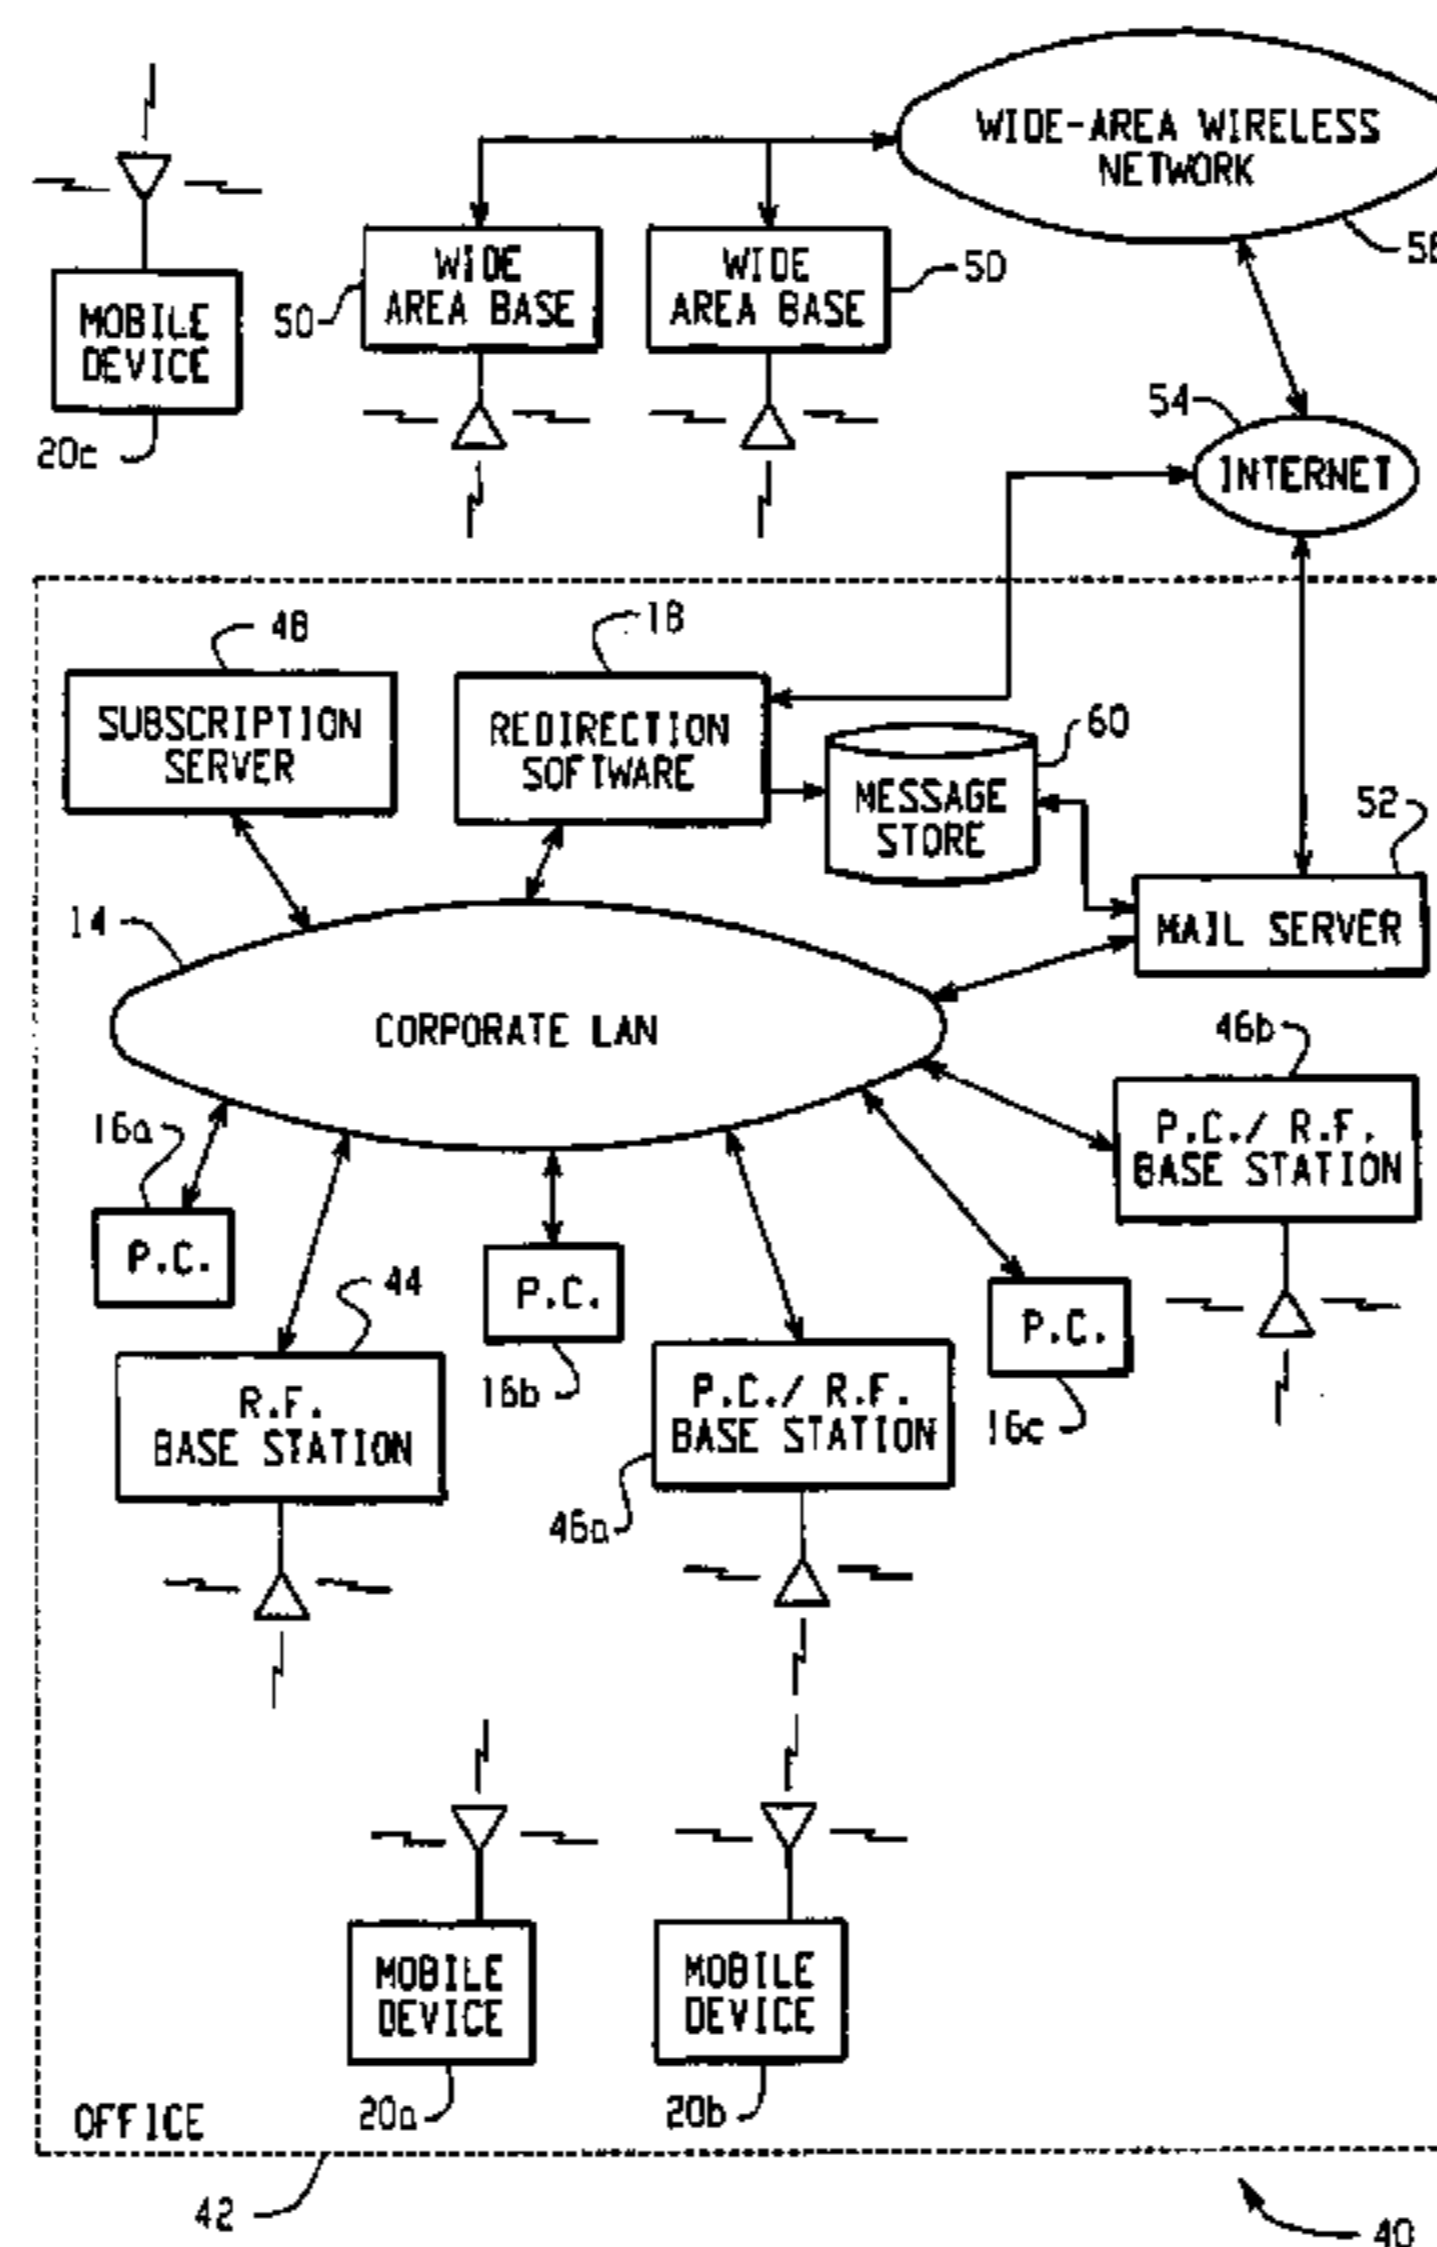 WIDE-AREA WIRELESS
NETWORK
WIDE
AREA BASE
50
WIDE
AREA BASE
50
MOBILE
DEVICE
20c
54
INTERNET
48
SUBSCRIPTION
SERVER
18
REDIRECTION
SOFTWARE
60
MESSAGE
STORE
52
MAIL SERVER
14
CORPORATE LAN
46b
P.C./ R.F.
BASE STATION
16a
P.C.
44
R.F.
BASE STATION
P.C.
16b
P.C./ R.F.
BASE STATION
46a
P.C.
16c
MOBILE
DEVICE
20a
MOBILE
DEVICE
20b
OFFICE
42
40